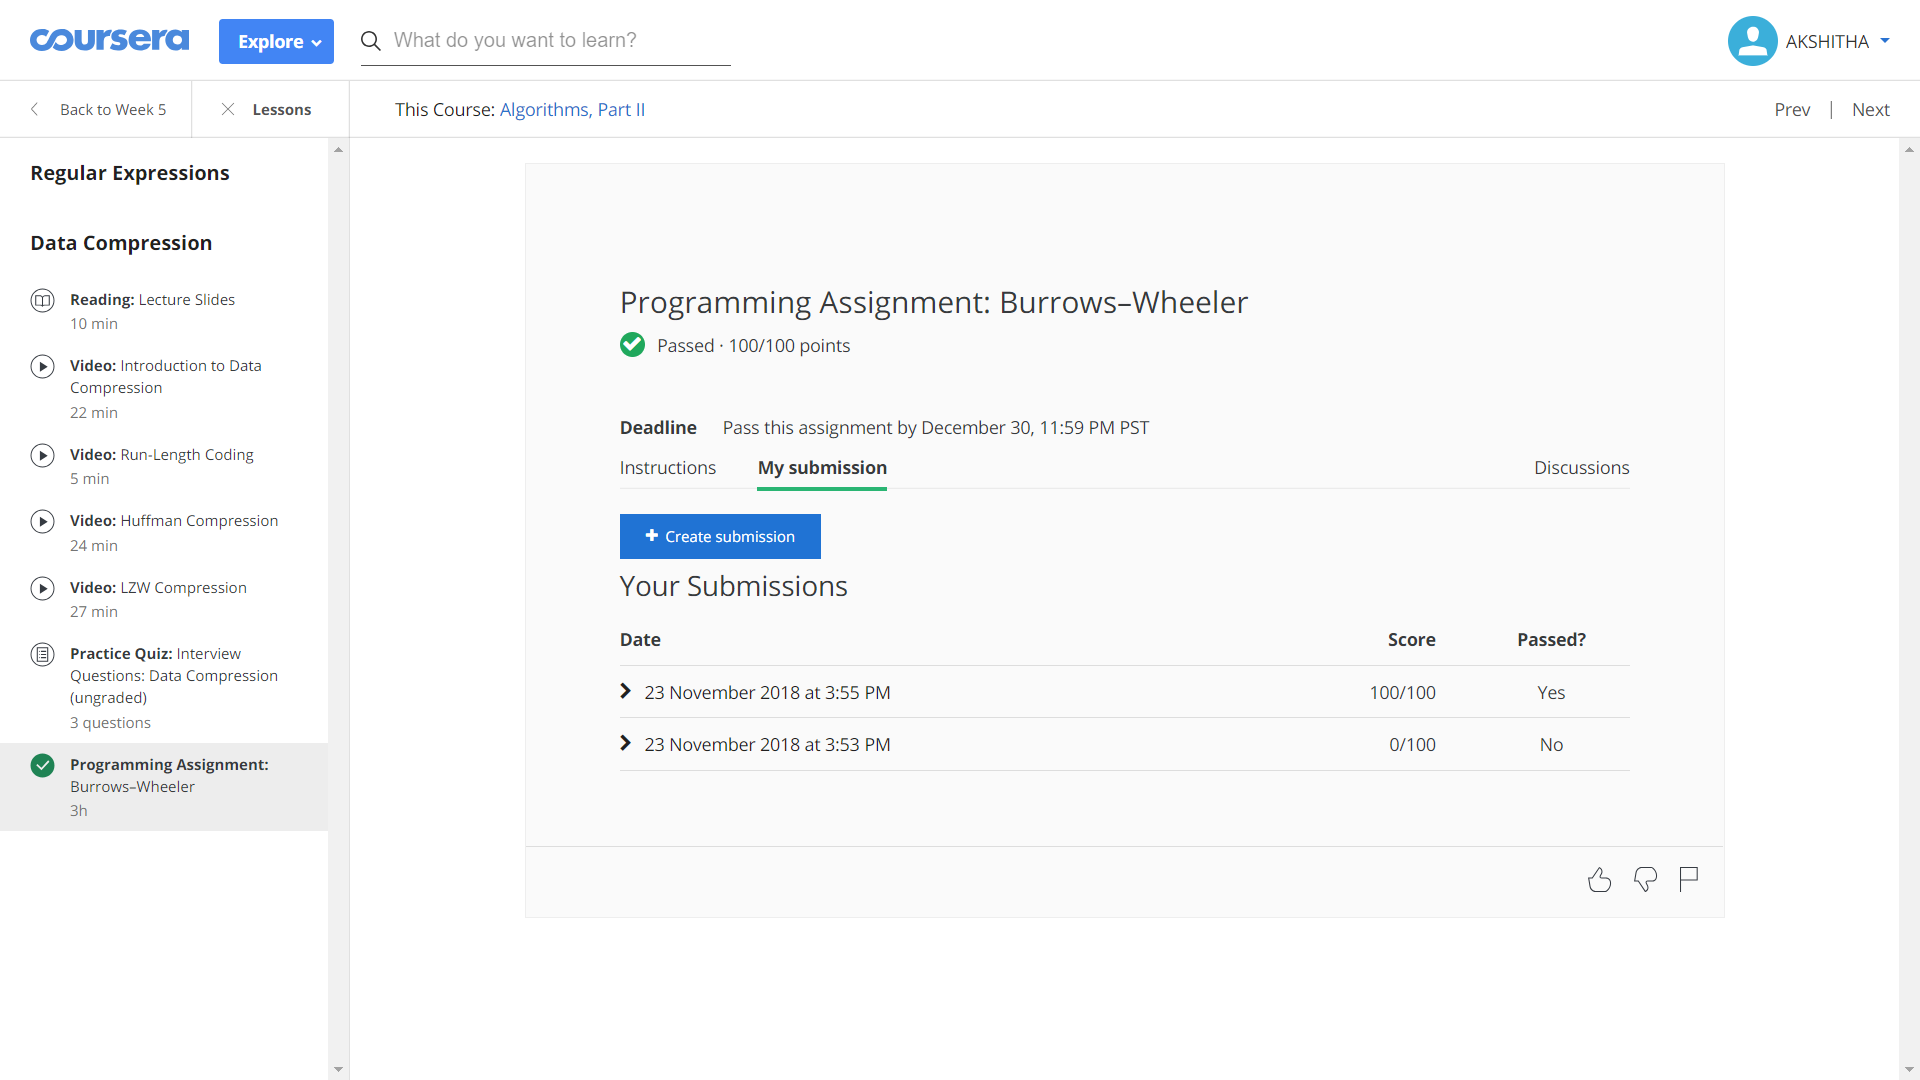 coursera
Explore
What do you want to learn?
AKSHITHA
Back to Week 5
Lessons
This Course: Algorithms, Part II
Prev | Next
Regular Expressions
Data Compression
Reading: Lecture Slides
10 min
Video: Introduction to Data
Compression
22 min
Video: Run-Length Coding
5 min
Video: Huffman Compression
24 min
Video: LZW Compression
27 min
Practice Quiz: Interview
Questions: Data Compression
(ungraded)
3 questions
Programming Assignment:
Burrows–Wheeler
3h
Programming Assignment: Burrows–Wheeler
Passed · 100/100 points
Deadline Pass this assignment by December 30, 11:59 PM PST
Instructions My submission Discussions
+ Create submission
Your Submissions
Date Score Passed?
23 November 2018 at 3:55 PM 100/100 Yes
23 November 2018 at 3:53 PM 0/100 No